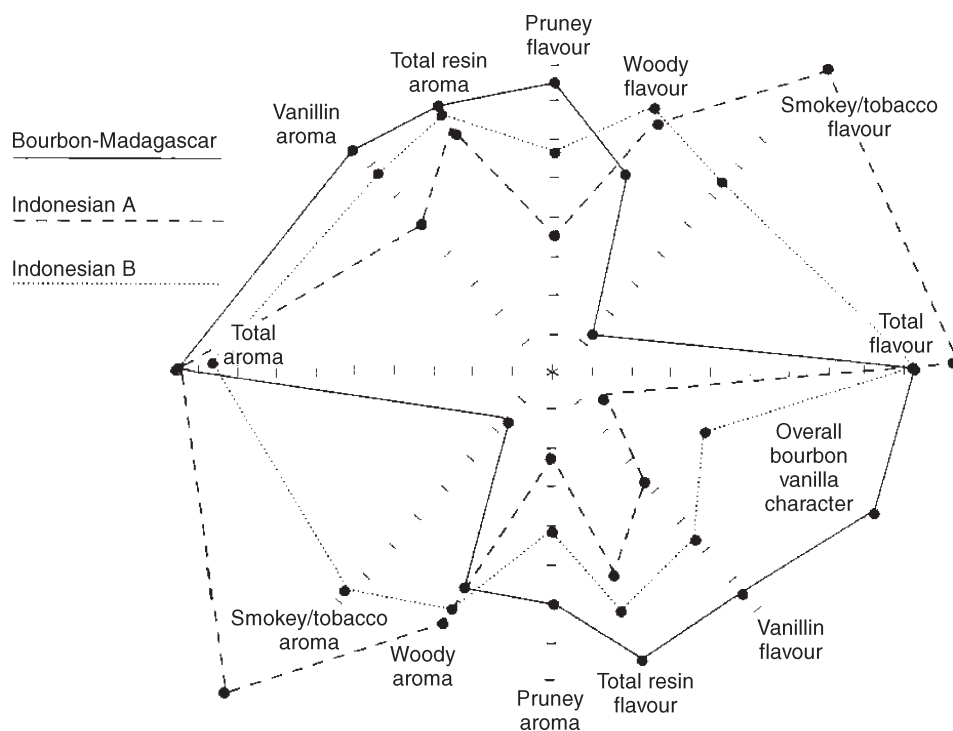 Pruney
flavour
Total resin
aroma
Woody
flavour
Vanillin
aroma
Smokey/tobacco
flavour
Bourbon-Madagascar
Indonesian A
Indonesian B
Total
aroma
Total
flavour
Overall
bourbon
vanilla
character
Smokey/tobacco
aroma
Woody
aroma
Vanillin
flavour
Total resin
flavour
Pruney
aroma